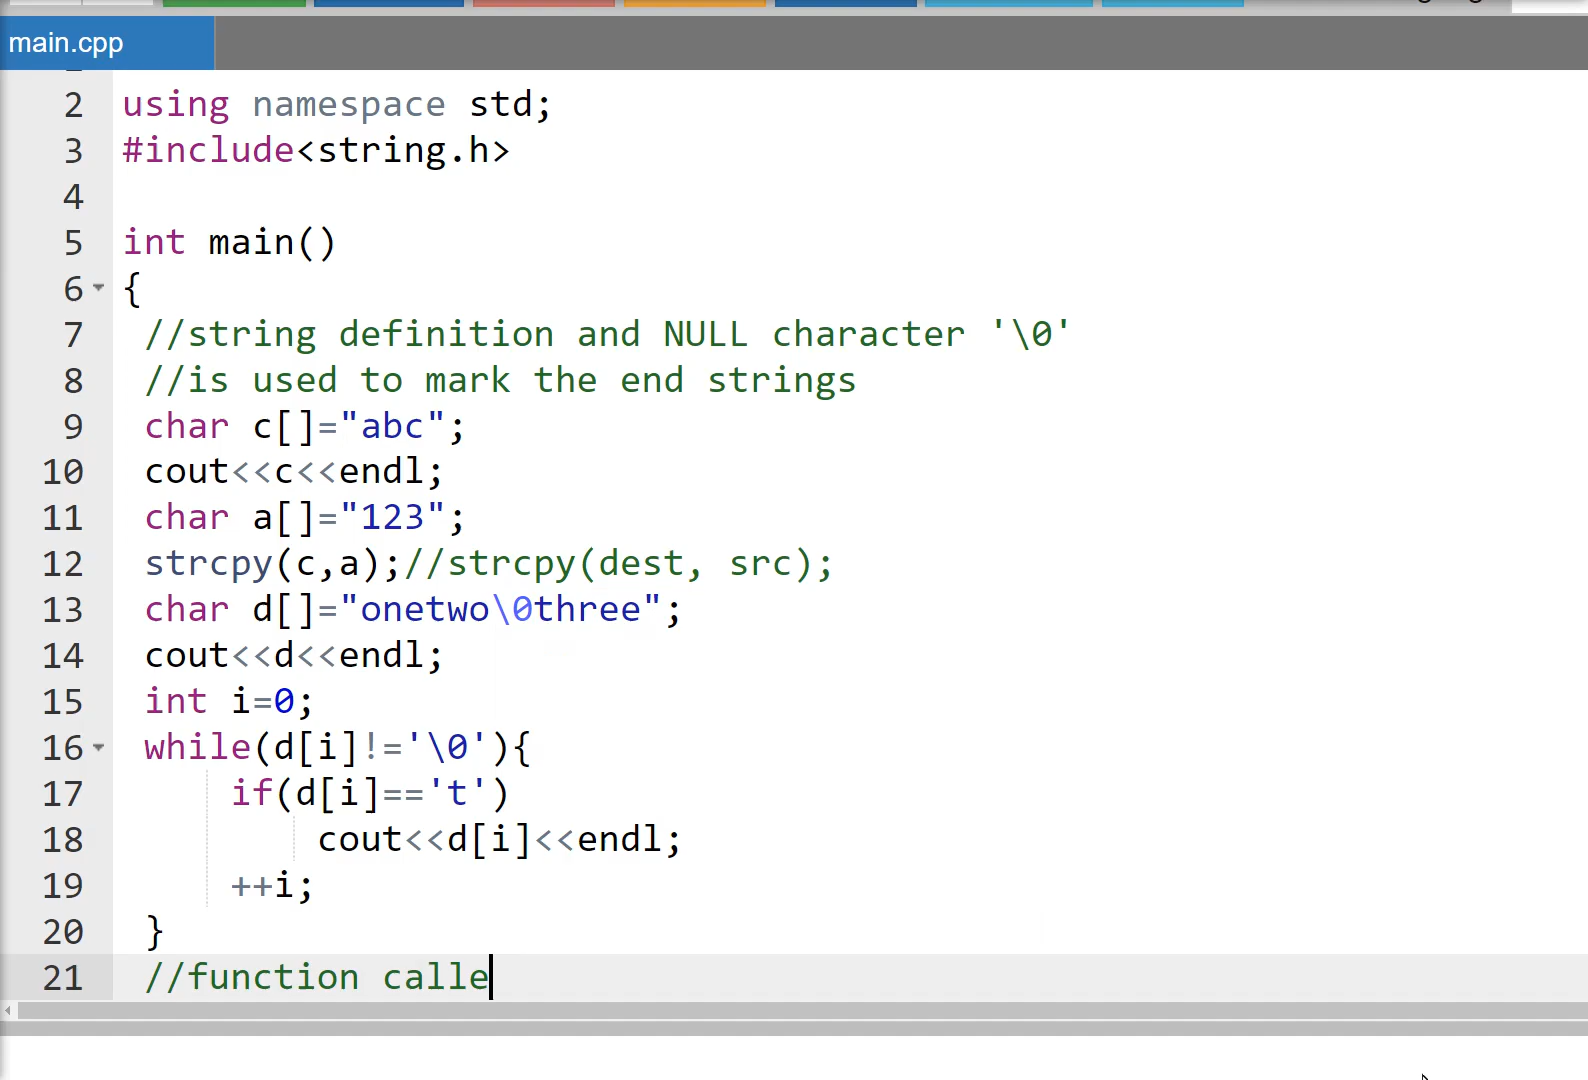 main.cpp
2 using namespace std;
3 #include<string.h>
4
5 int main()
6 {
7 //string definition and NULL character '\0'
8 //is used to mark the end strings
9 char c[]="abc";
10 cout<<c<<endl;
11 char a[]="123";
12 strcpy(c,a);//strcpy(dest, src);
13 char d[]="onetwo\0three";
14 cout<<d<<endl;
15 int i=0;
16 while(d[i]!='\0'){
17 if(d[i]=='t')
18 cout<<d[i]<<endl;
19 ++i;
20 }
21 //function calle